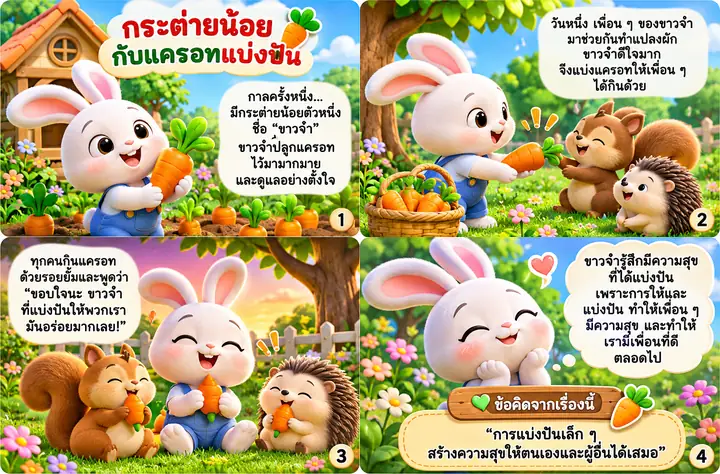 กระต่ายน้อย
กับแครอทแบ่งปัน
กาลครั้งหนึ่ง...
มีกระต่ายน้อยตัวหนึ่ง
ชื่อ “ขาวจ๋า”
ขาวจ๋าปลูกแครอท
ไว้มากมาย
และดูแลอย่างตั้งใจ
1
วันหนึ่ง เพื่อน ๆ ของขาวจ๋า
มาช่วยกันทำแปลงผัก
ขาวจ๋าดีใจมาก
จึงแบ่งแครอทให้เพื่อน ๆ
ได้กินด้วย
2
ทุกคนกินแครอท
ด้วยรอยยิ้มและพูดว่า
“ขอบใจนะ ขาวจ๋า
ที่แบ่งปันให้พวกเรา
มันอร่อยมากเลย!”
3
ขาวจ๋ารู้สึกมีความสุข
ที่ได้แบ่งปัน
เพราะการให้และ
แบ่งปัน ทำให้เพื่อน ๆ
มีความสุข และทำให้
เรามีเพื่อนที่ดี
ตลอดไป
ข้อคิดจากเรื่องนี้
“การแบ่งปันเล็ก ๆ
สร้างความสุขให้ตนเองและผู้อื่นได้เสมอ”
4